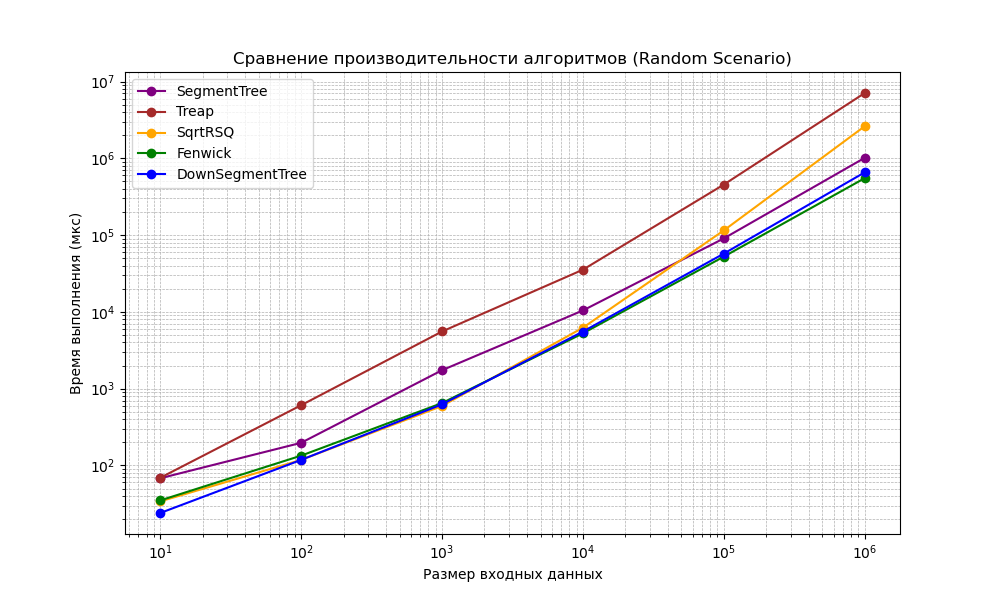 Сравнение производительности алгоритмов (Random Scenario)
SegmentTree
Treap
SqrtRSQ
Fenwick
DownSegmentTree
Время выполнения (мкс)
10⁷
10⁶
10⁵
10⁴
10³
10²
10¹ 10² 10³ 10⁴ 10⁵ 10⁶
Размер входных данных